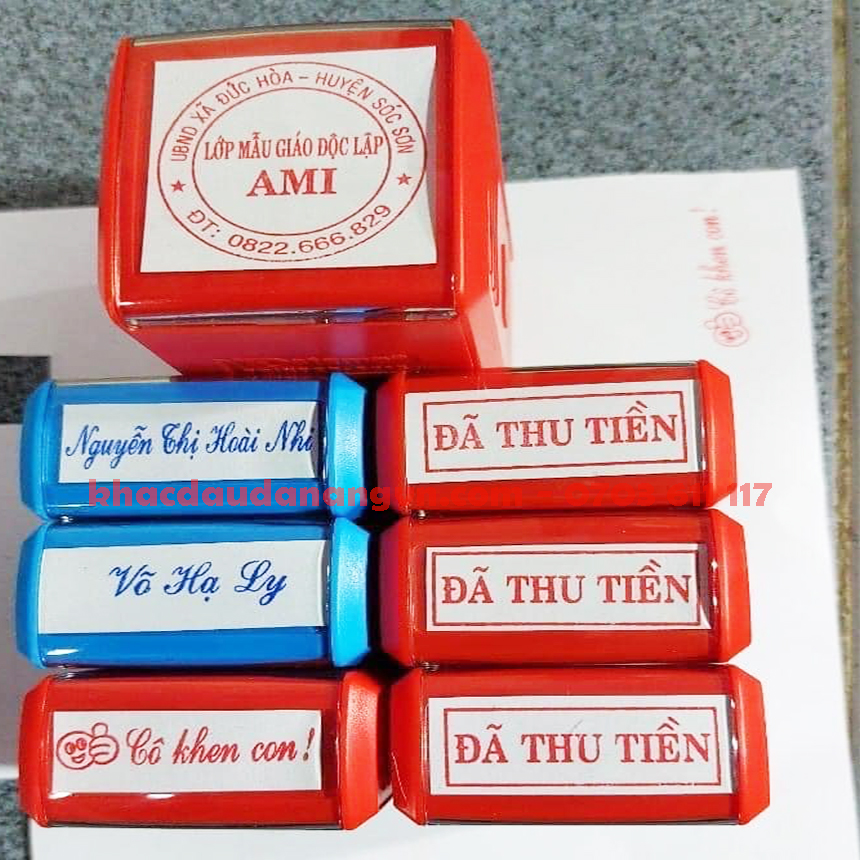 UBND XÃ ĐỨC HÒA - HUYỆN SÓC SƠN
LỚP MẪU GIÁO ĐỘC LẬP
AMI
ĐT: 0822.666.829
Cô khen con!
Nguyễn Thị Hoài Nhi
ĐÃ THU TIỀN
khacdaudanang
117
Võ Hạ Ly
ĐÃ THU TIỀN
Cô khen con!
ĐÃ THU TIỀN